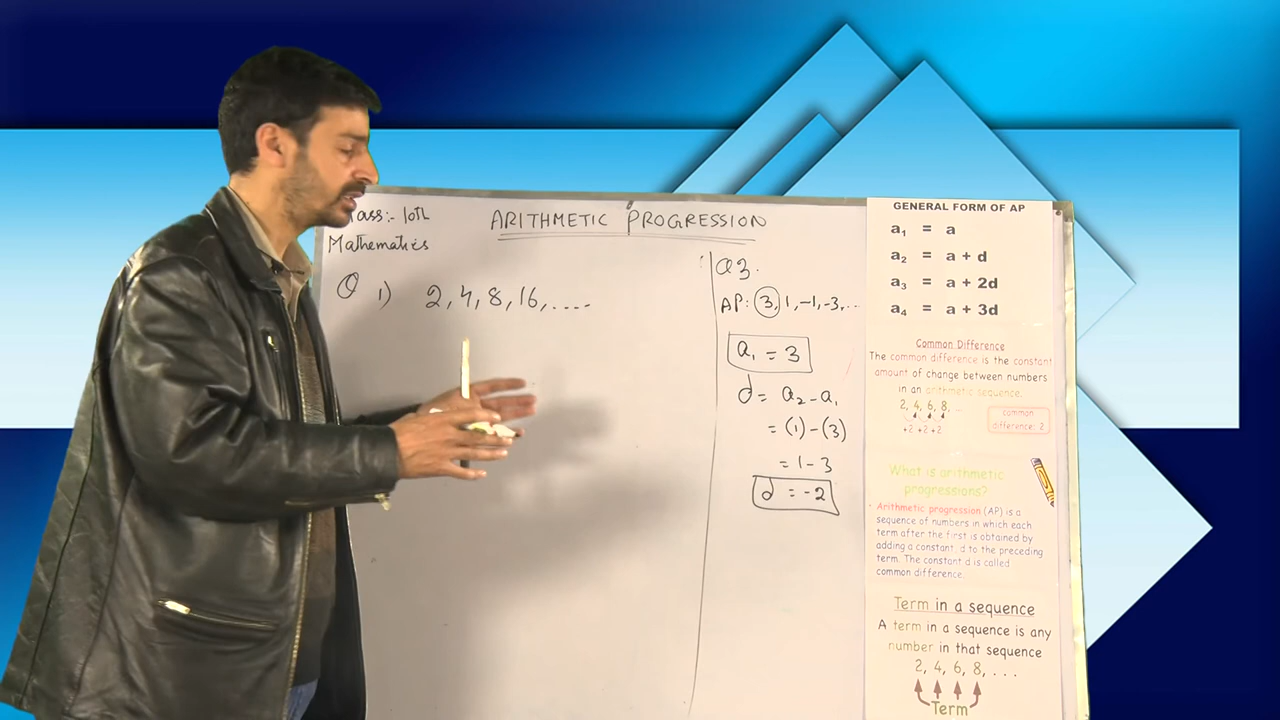 Class:- 10th
Mathematics
ARITHMETIC PROGRESSION
Q 1) 2, 4, 8, 16, ....
Q3.
AP: 3, 1, -1, -3, ...
a₁ = 3
d = a₂ - a₁
= (1) - (3)
= 1 - 3
d = -2
GENERAL FORM OF AP
a₁ = a
a₂ = a + d
a₃ = a + 2d
a₄ = a + 3d
Common Difference
The common difference is the constant
amount of change between numbers
in an arithmetic sequence.
2, 4, 6, 8, ...
+2 +2 +2
common
difference: 2
What is arithmetic
progressions?
Arithmetic progression (AP) is a
sequence of numbers in which each
term after the first is obtained by
adding a constant, d to the preceding
term. The constant d is called
common difference.
Term in a sequence
A term in a sequence is any
number in that sequence
2, 4, 6, 8, . . .
Term